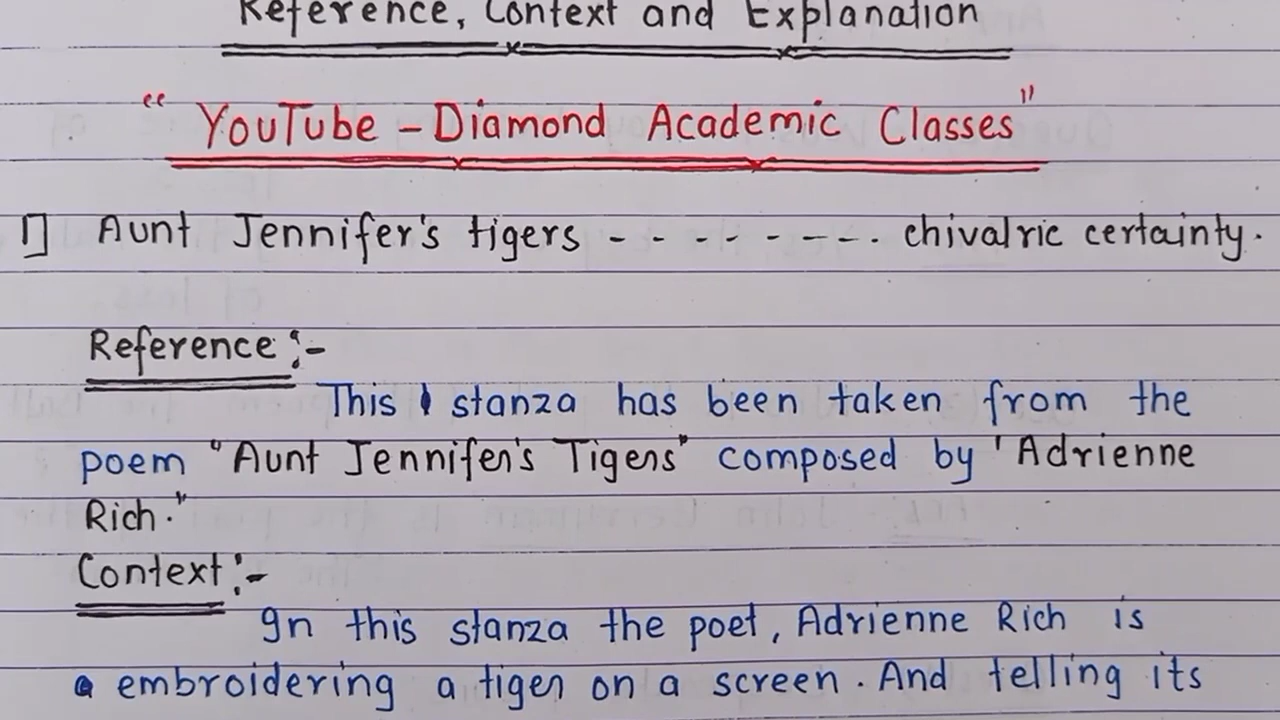 Reference, Context and Explanation
"YouTube - Diamond Academic Classes"
1] Aunt Jennifer's tigers - - - - - - - . chivalric certainty.
Reference :-
This stanza has been taken from the
poem "Aunt Jennifer's Tigers" composed by 'Adrienne
Rich."
Context :-
In this stanza the poet, Adrienne Rich is
embroidering a tiger on a screen. And telling its